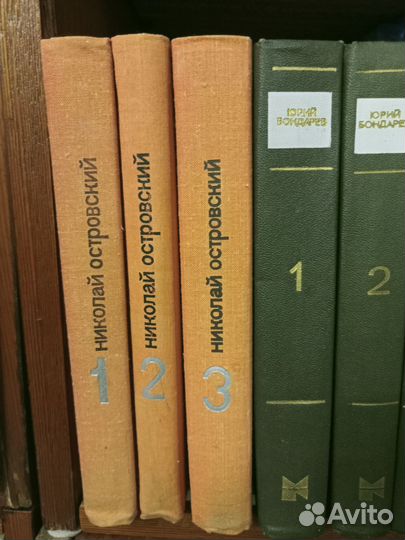 николай островский
1
николай островский
2
николай островский
3
ЮРИЙ
БОНДАРЕВ
1
ЮРИЙ
БОНДАРЕВ
2
Avito